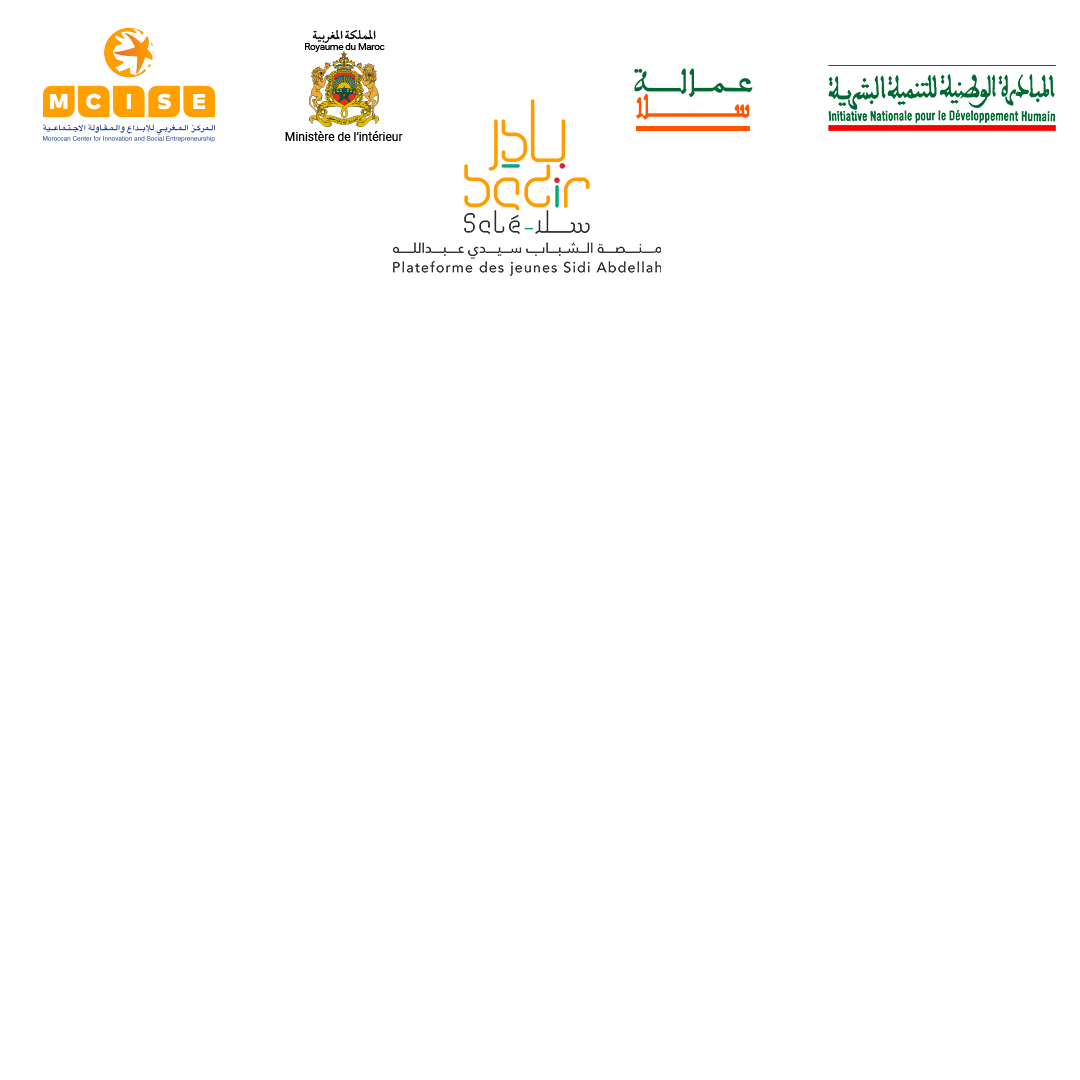 MCISE
المركز المغربي للابداع والمقاولة الاجتماعية
Moroccan Center for Innovation and Social Entrepreneurship
المملكة المغربية
Royaume du Maroc
Ministère de l'intérieur
بادر
badir
Salé-سلا
منصة الشباب سيدي عبدالله
Plateforme des jeunes Sidi Abdellah
عمالة
سلا
المبادرة الوطنية للتنمية البشرية
Initiative Nationale pour le Développement Humain